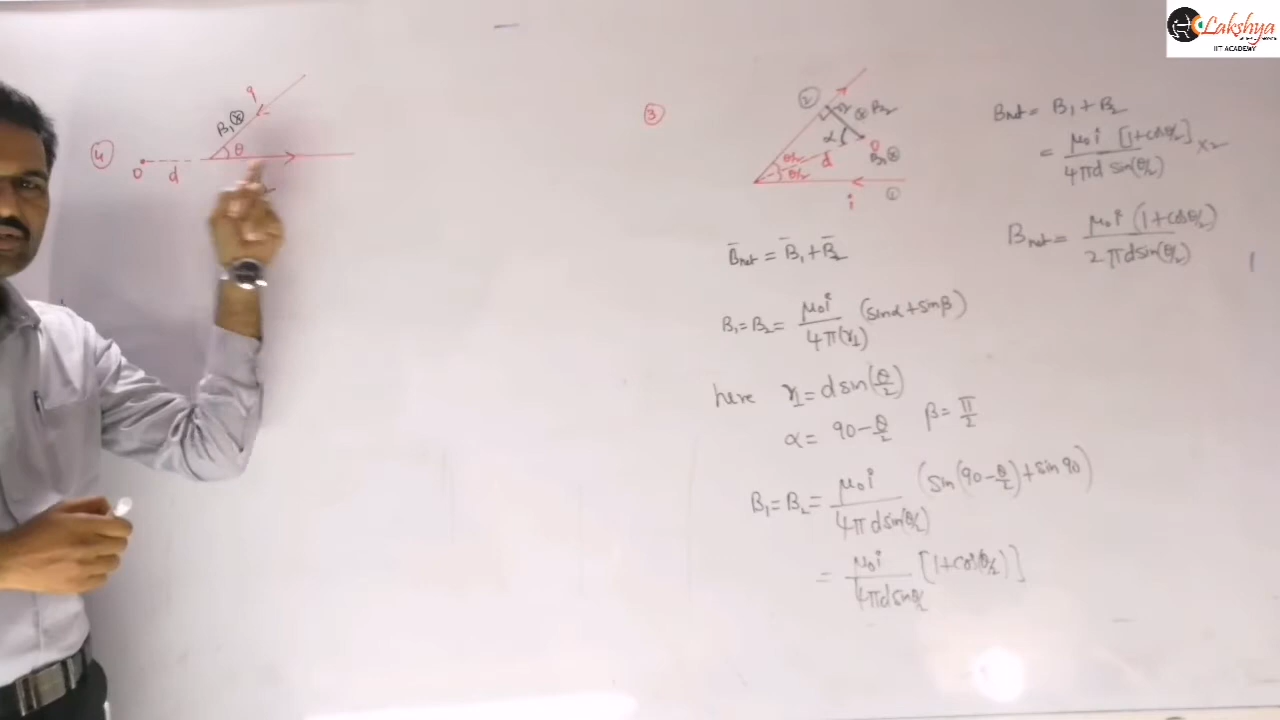 Lakshya
IIT ACADEMY
4
B₁ ⊗
θ
O
d
3
2
⊗ B₂
α
O
B₁ ⊗
θ/2
θ/2
d
i
1
B̄net = B̄₁ + B̄₂
B₁ = B₂ = μ₀i / 4π(r⊥) (sinα + sinβ)
here r⊥ = d sin(θ/2)
α = 90 - θ/2 β = π/2
B₁ = B₂ = μ₀i / 4πd sin(θ/2) (sin(90 - θ/2) + sin 90)
= μ₀i / 4πd sin θ/2 [1 + cos(θ/2)]
Bnet = B₁ + B₂
= μ₀i [1 + cos θ/2] / 4πd sin(θ/2) × 2
Bnet = μ₀i (1 + cos θ/2) / 2πd sin(θ/2)